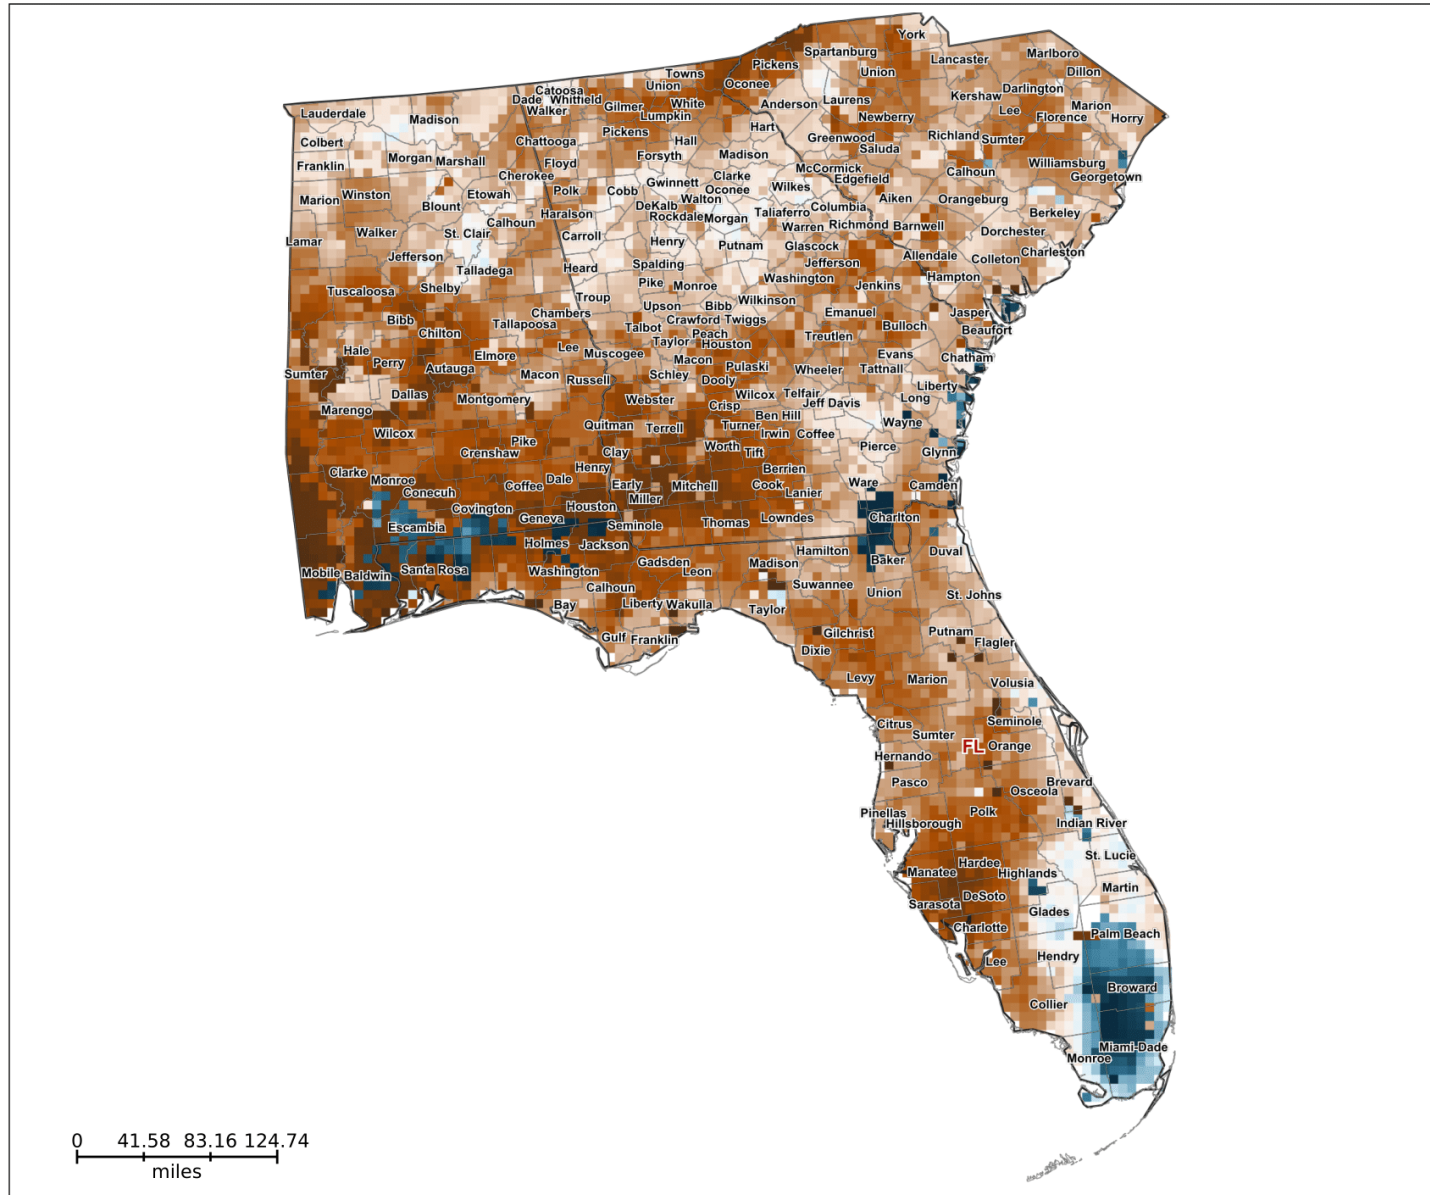 York
Spartanburg
Marlboro
Lancaster
Pickens
Union
Dillon
Towns
Union
Oconee
Catoosa
Dade
Whitfield
Walker
Gilmer
White
Lumpkin
Anderson
Laurens
Newberry
Kershaw
Darlington
Lee
Marion
Florence
Horry
Lauderdale
Madison
Pickens
Hart
Greenwood
Saluda
Richland
Sumter
Colbert
Chattooga
Hall
Forsyth
Madison
Franklin
Morgan
Marshall
Floyd
Cherokee
Gwinnett
Clarke
Oconee
Wilkes
McCormick
Edgefield
Calhoun
Williamsburg
Georgetown
Marion
Winston
Etowah
Polk
Cobb
Walton
DeKalb
Rockdale
Morgan
Taliaferro
Columbia
Aiken
Orangeburg
Berkeley
Blount
Haralson
Warren
Richmond
Barnwell
Dorchester
Lamar
Walker
St. Clair
Calhoun
Carroll
Henry
Putnam
Glascock
Jefferson
Allendale
Colleton
Charleston
Jefferson
Talladega
Heard
Spalding
Washington
Hampton
Tuscaloosa
Shelby
Pike
Monroe
Jenkins
Troup
Upson
Bibb
Wilkinson
Emanuel
Jasper
Bibb
Chambers
Tallapoosa
Talbot
Crawford
Twiggs
Bulloch
Beaufort
Chilton
Peach
Taylor
Houston
Treutlen
Hale
Perry
Elmore
Lee
Muscogee
Macon
Evans
Chatham
Sumter
Autauga
Macon
Russell
Schley
Pulaski
Dooly
Wheeler
Tattnall
Liberty
Dallas
Montgomery
Webster
Wilcox
Telfair
Long
Marengo
Crisp
Jeff Davis
Ben Hill
Wilcox
Quitman
Terrell
Turner
Irwin
Coffee
Wayne
Pike
Crenshaw
Clay
Worth
Tift
Pierce
Glynn
Clarke
Monroe
Conecuh
Henry
Dale
Coffee
Early
Miller
Mitchell
Berrien
Cook
Lanier
Ware
Camden
Covington
Houston
Escambia
Geneva
Seminole
Thomas
Lowndes
Charlton
Holmes
Jackson
Hamilton
Baker
Duval
Mobile
Baldwin
Santa Rosa
Washington
Gadsden
Leon
Madison
Suwannee
Union
St. Johns
Calhoun
Bay
Liberty
Wakulla
Taylor
Gulf
Franklin
Gilchrist
Dixie
Putnam
Flagler
Levy
Marion
Volusia
Citrus
Sumter
Seminole
FL
Orange
Hernando
Pasco
Brevard
Osceola
Pinellas
Hillsborough
Polk
Indian River
St. Lucie
Hardee
Manatee
Highlands
Martin
Sarasota
DeSoto
Glades
Charlotte
Palm Beach
Lee
Hendry
Broward
Collier
Miami-Dade
Monroe
0 41.58 83.16 124.74
miles